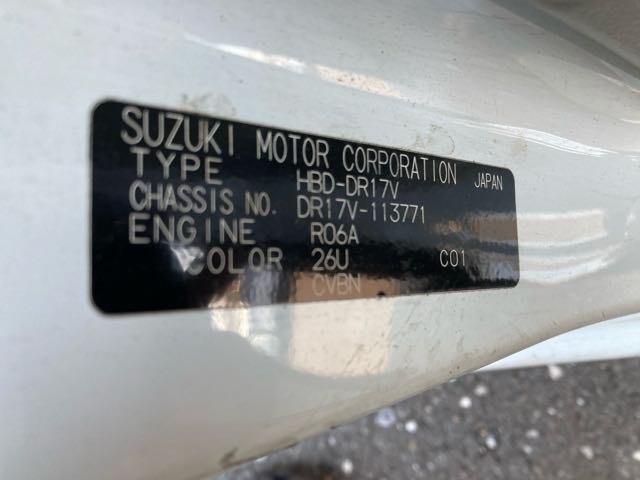 SUZUKI MOTOR CORPORATION JAPAN
TYPE HBD-DR17V
CHASSIS NO. DR17V-113771
ENGINE R06A
COLOR 26U C01
CVBN